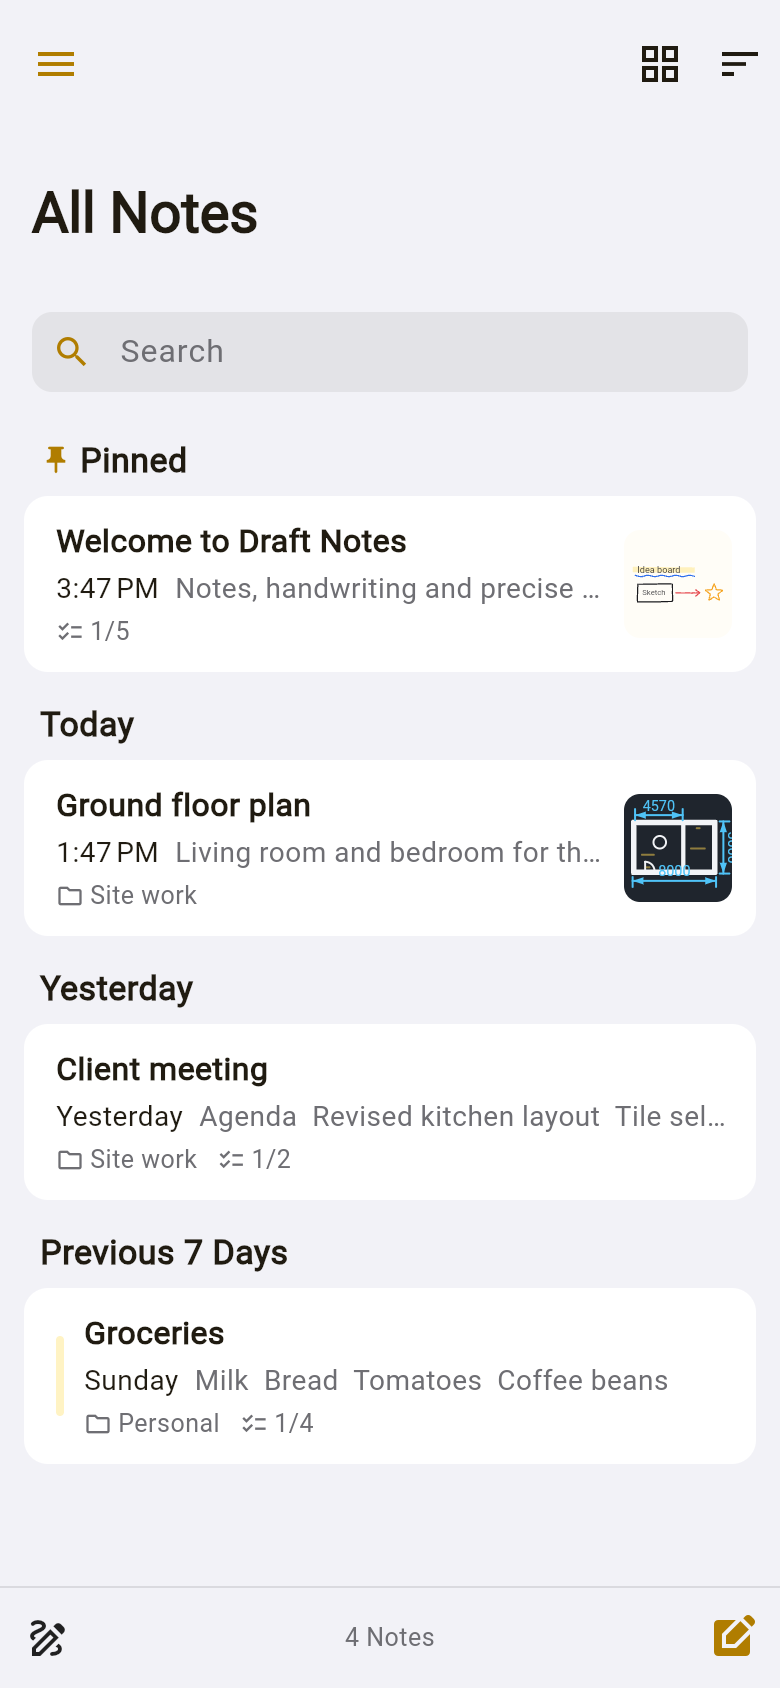 All Notes
Search
Pinned
Welcome to Draft Notes
3:47 PM Notes, handwriting and precise …
1/5
Idea board
Sketch
Today
Ground floor plan
1:47 PM Living room and bedroom for th…
Site work
4570
8000
Yesterday
Client meeting
Yesterday Agenda Revised kitchen layout Tile sel…
Site work 1/2
Previous 7 Days
Groceries
Sunday Milk Bread Tomatoes Coffee beans
Personal 1/4
4 Notes